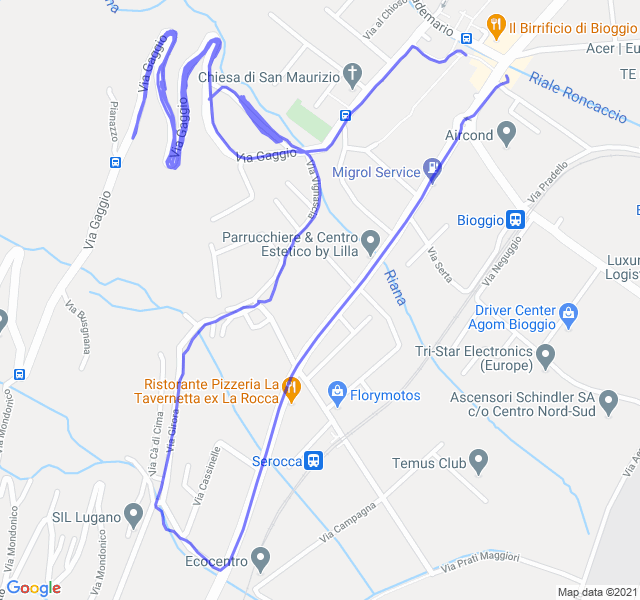 Il Birrificio di Bioggio
Via al Chioso
Acer | Eu
TE
Via Gaggio
Chiesa di San Maurizio
Riale Roncaccio
Aircond
Via Gaggio
Pianazzo
Via Gaggio
Migrol Service
Via Pradello
Via Vignascia
Via Gaggio
Bioggio
Parrucchiere & Centro
Estetico by Lilla
Via Serta
Via Neguggio
Luxur
Logist
Riana
Via Busgnana
Driver Center
Agom Bioggio
Tri-Star Electronics
(Europe)
Ristorante Pizzeria La
Tavernetta ex La Rocca
Florymotos
Ascensori Schindler SA
c/o Centro Nord-Sud
Via Mondonico
Via Cà di Cima
Via Girora
Via Cassinelle
Serocca
Temus Club
SIL Lugano
Via Campagna
Via Mondonico
Via Mondonico
Ecocentro
Via Prati Maggiori
Google
Map data ©2021